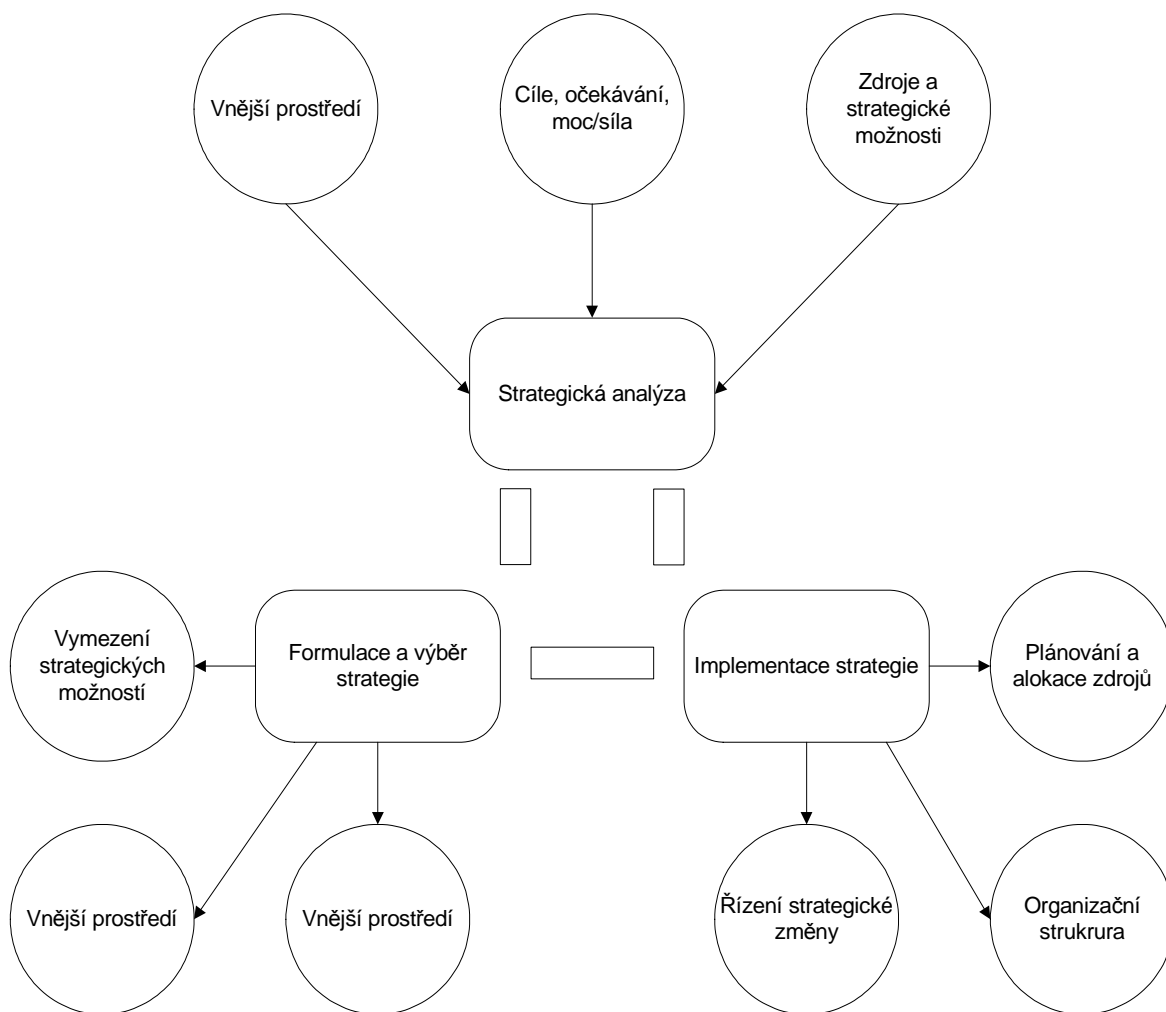 Vnější prostředí
Cíle, očekávání,
moc/síla
Zdroje a
strategické
možnosti
Strategická analýza
Vymezení
strategických
možností
Formulace a výběr
strategie
Implementace strategie
Plánování a
alokace zdrojů
Vnější prostředí
Vnější prostředí
Řízení strategické
změny
Organizační
strukrura